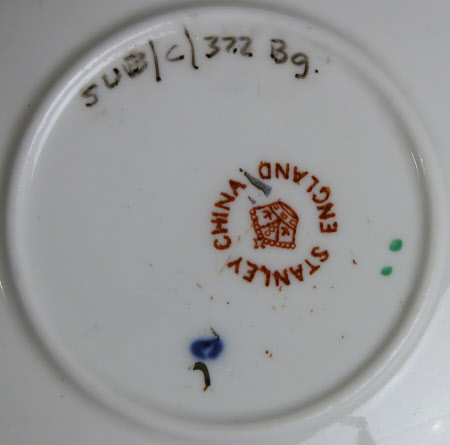 SUB/C/372 Bg.
STANLEY CHINA ENGLAND